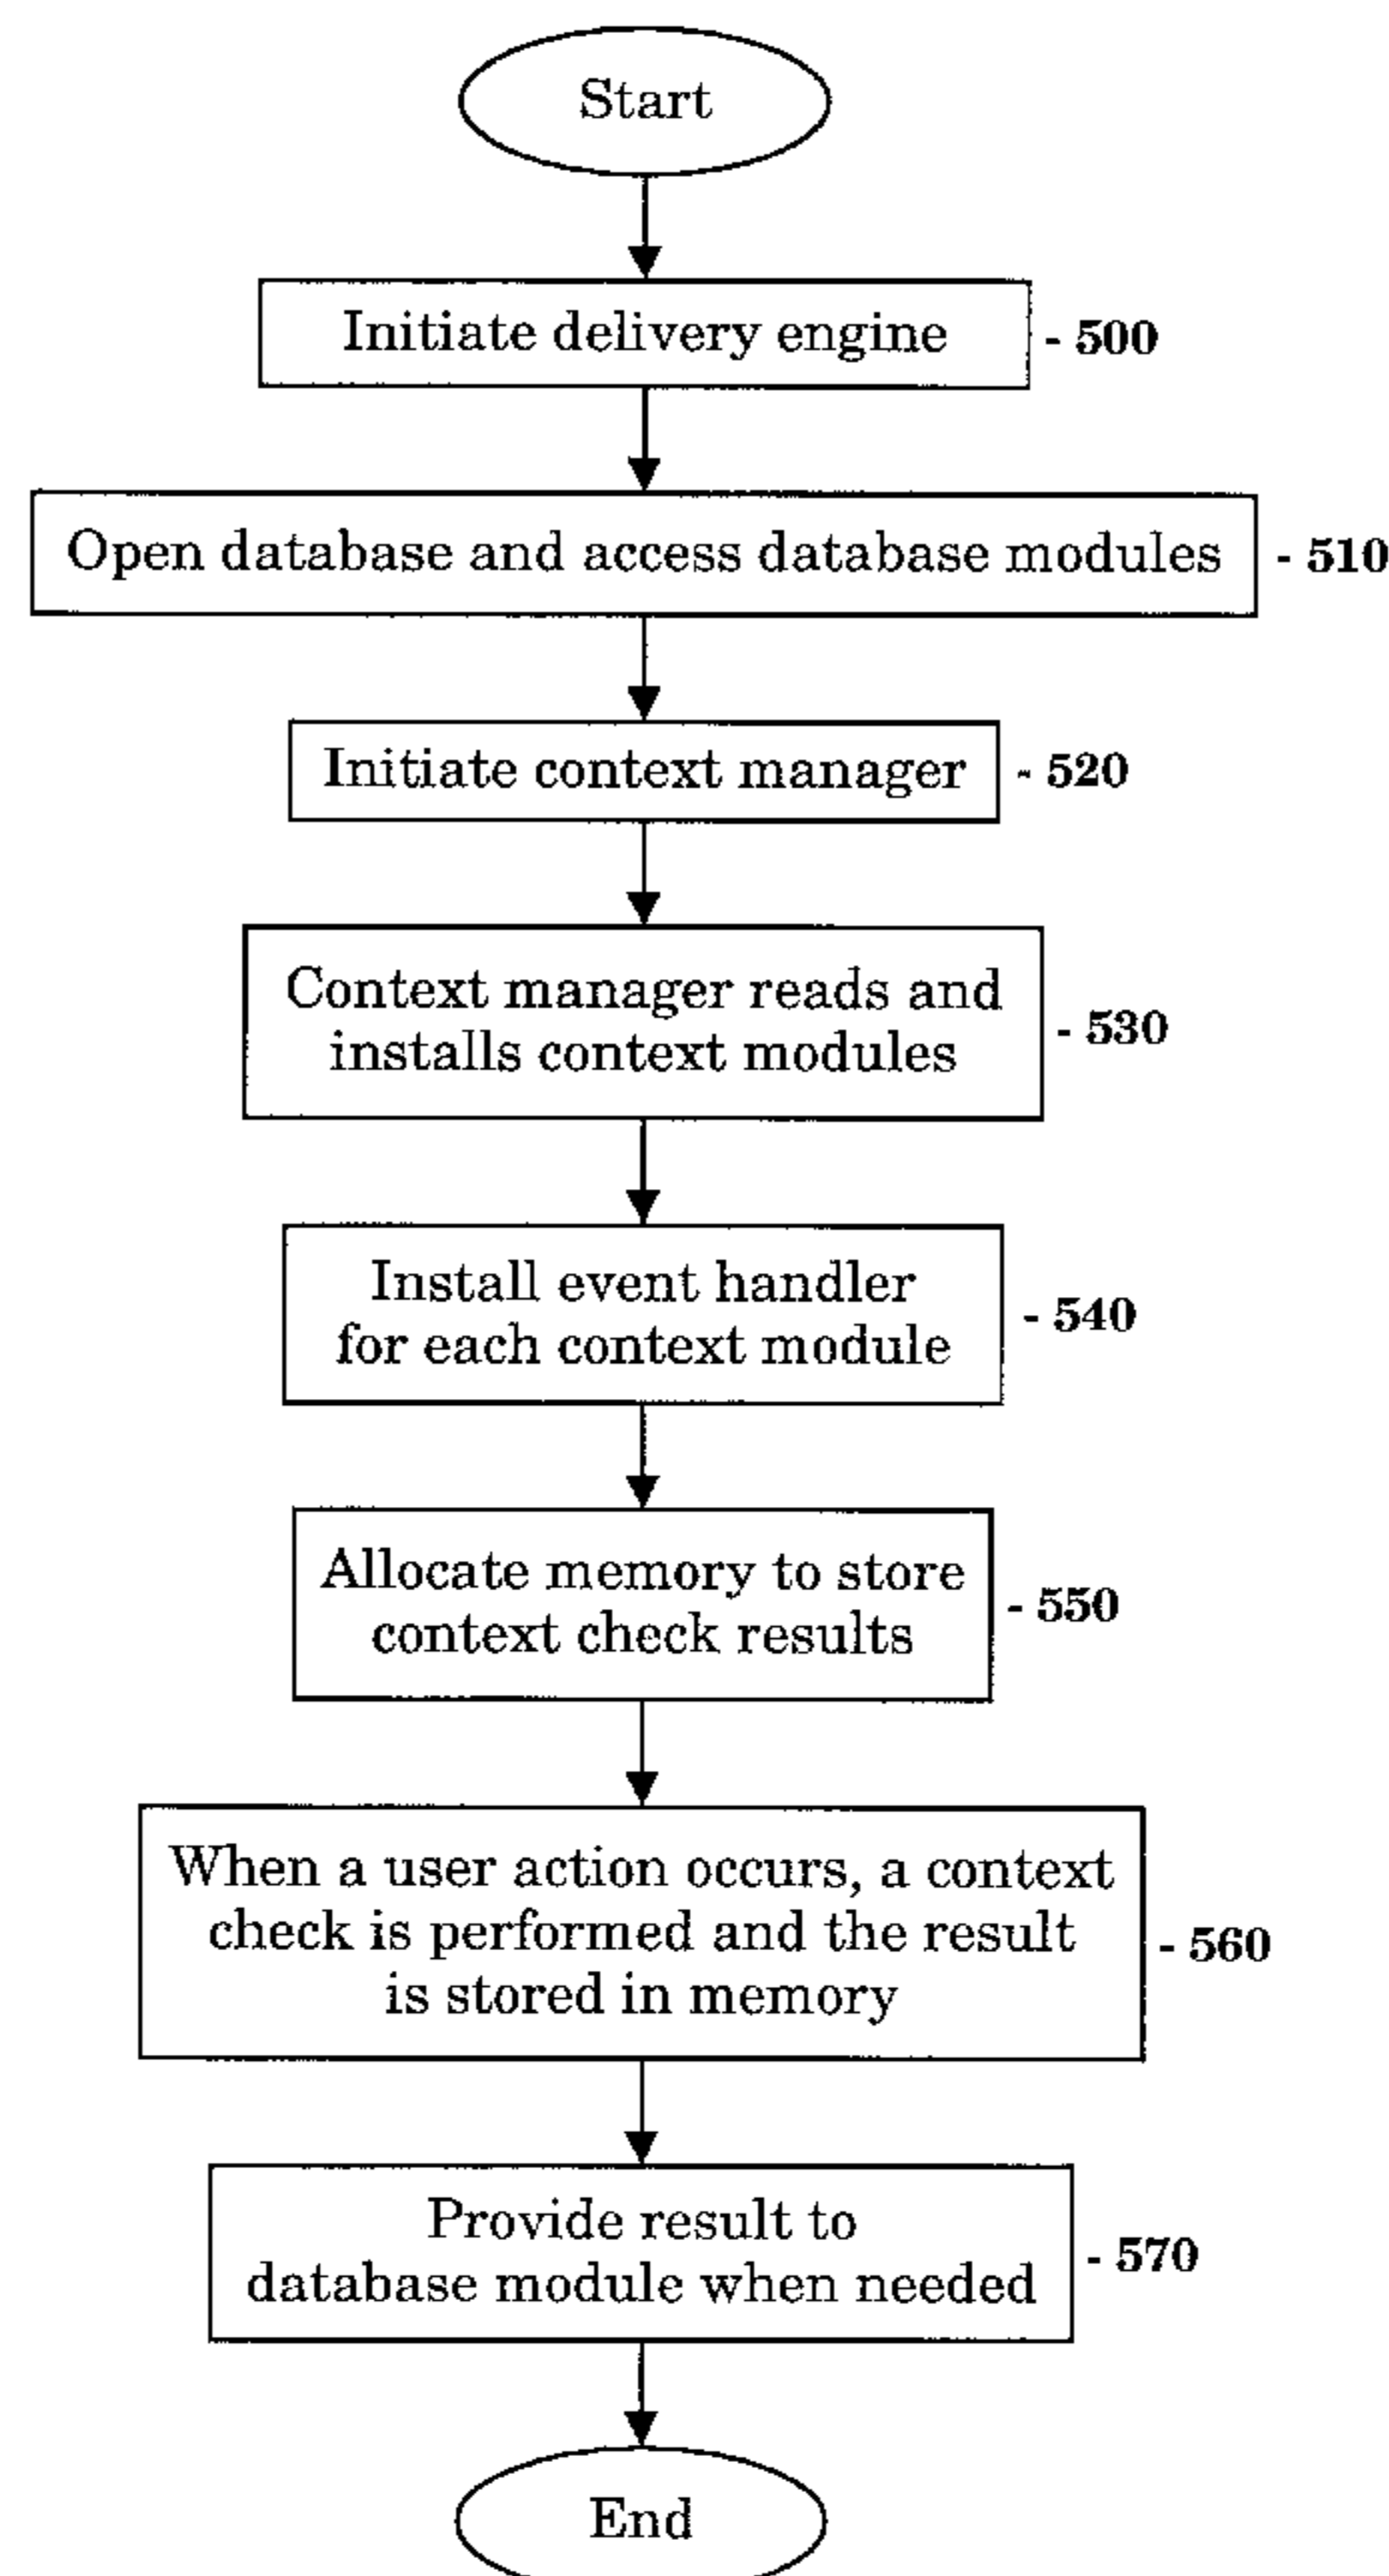 Start
Initiate delivery engine
- 500
Open database and access database modules
- 510
Initiate context manager
- 520
Context manager reads and
installs context modules
- 530
Install event handler
for each context module
- 540
Allocate memory to store
context check results
- 550
When a user action occurs, a context
check is performed and the result
is stored in memory
- 560
Provide result to
database module when needed
- 570
End